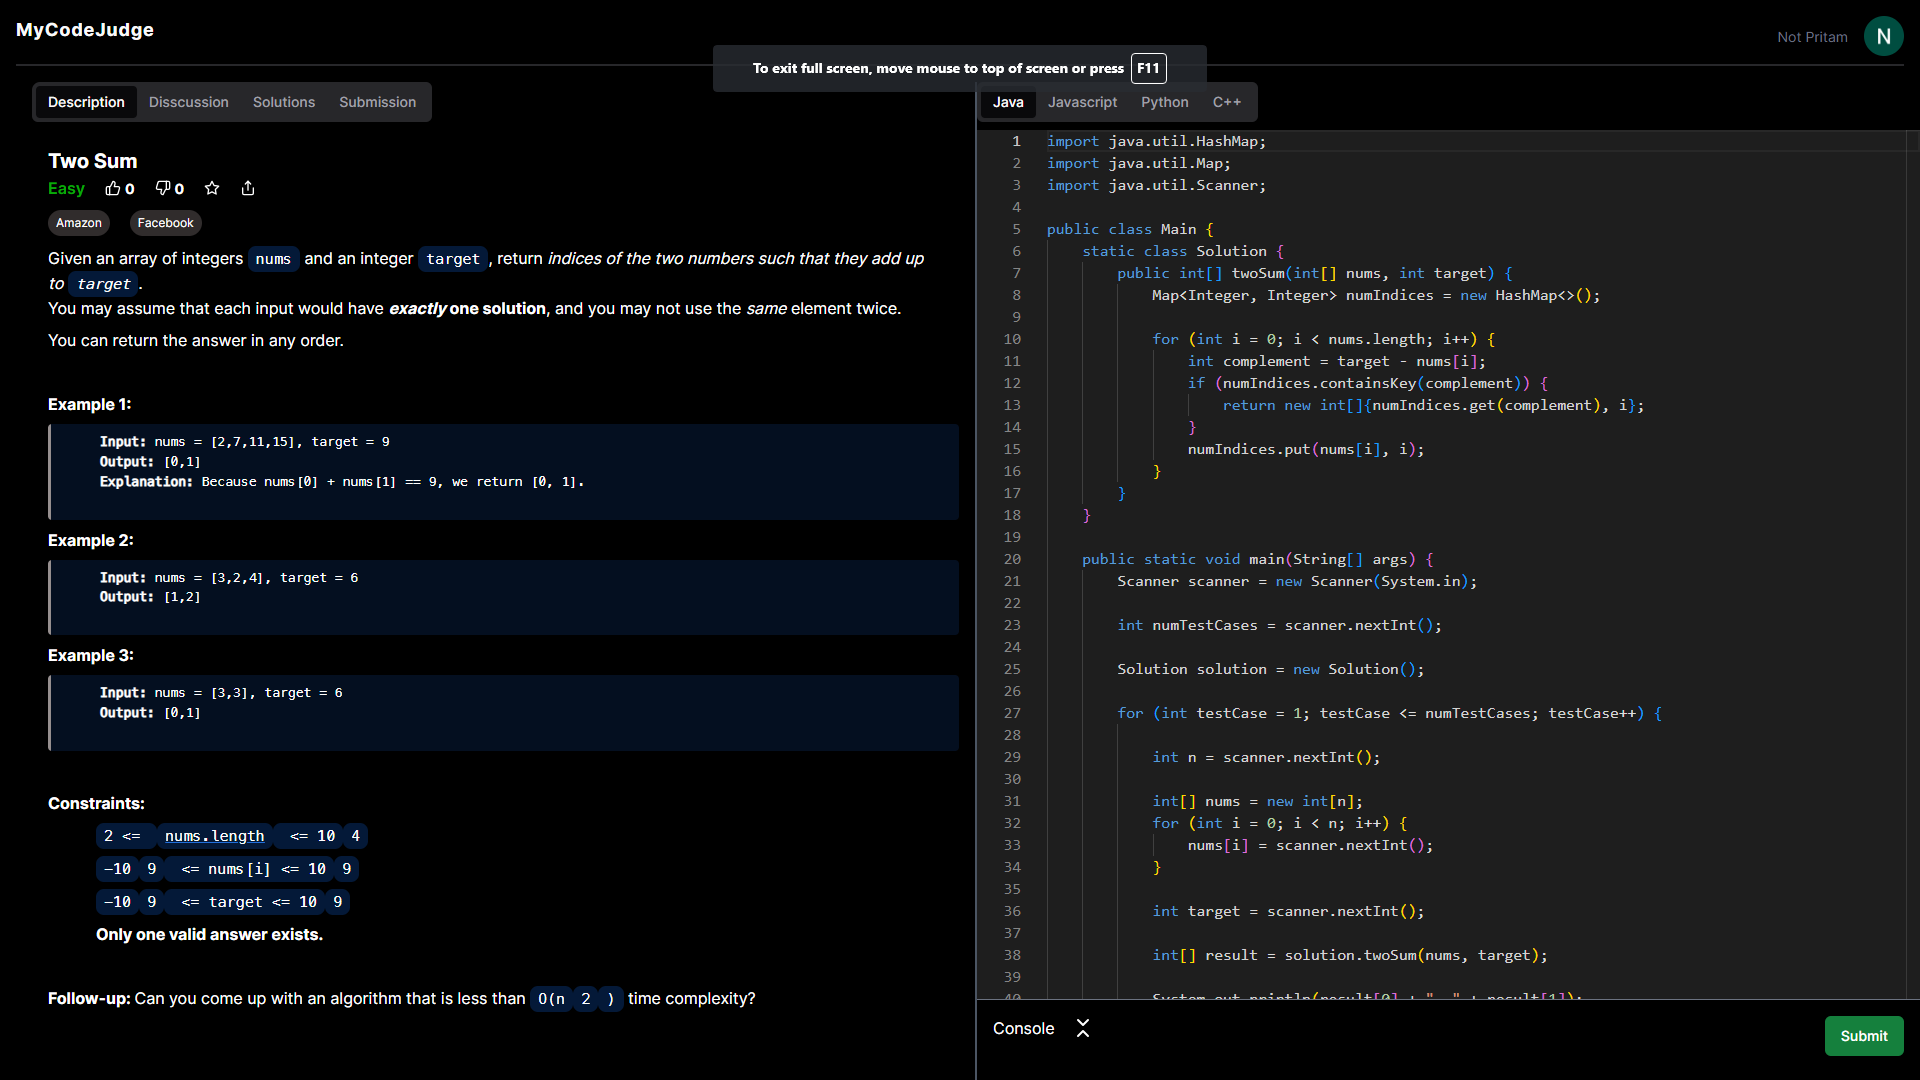 MyCodeJudge
Not Pritam
N
To exit full screen, move mouse to top of screen or press F11
Description Disscussion Solutions Submission
Two Sum
Easy 0 0
Amazon Facebook
Given an array of integers nums and an integer target , return indices of the two numbers such that they add up
to target .
You may assume that each input would have exactly one solution, and you may not use the same element twice.
You can return the answer in any order.
Example 1:
Input: nums = [2,7,11,15], target = 9
Output: [0,1]
Explanation: Because nums[0] + nums[1] == 9, we return [0, 1].
Example 2:
Input: nums = [3,2,4], target = 6
Output: [1,2]
Example 3:
Input: nums = [3,3], target = 6
Output: [0,1]
Constraints:
2 <= nums.length <= 10 4
-10 9 <= nums[i] <= 10 9
-10 9 <= target <= 10 9
Only one valid answer exists.
Follow-up: Can you come up with an algorithm that is less than O(n 2 ) time complexity?
Java Javascript Python C++
1 import java.util.HashMap;
2 import java.util.Map;
3 import java.util.Scanner;
4
5 public class Main {
6 static class Solution {
7 public int[] twoSum(int[] nums, int target) {
8 Map<Integer, Integer> numIndices = new HashMap<>();
9
10 for (int i = 0; i < nums.length; i++) {
11 int complement = target - nums[i];
12 if (numIndices.containsKey(complement)) {
13 return new int[]{numIndices.get(complement), i};
14 }
15 numIndices.put(nums[i], i);
16 }
17 }
18 }
19
20 public static void main(String[] args) {
21 Scanner scanner = new Scanner(System.in);
22
23 int numTestCases = scanner.nextInt();
24
25 Solution solution = new Solution();
26
27 for (int testCase = 1; testCase <= numTestCases; testCase++) {
28
29 int n = scanner.nextInt();
30
31 int[] nums = new int[n];
32 for (int i = 0; i < n; i++) {
33 nums[i] = scanner.nextInt();
34 }
35
36 int target = scanner.nextInt();
37
38 int[] result = solution.twoSum(nums, target);
39
40 System.out.println(result[0] + " " + result[1]);
Console
Submit